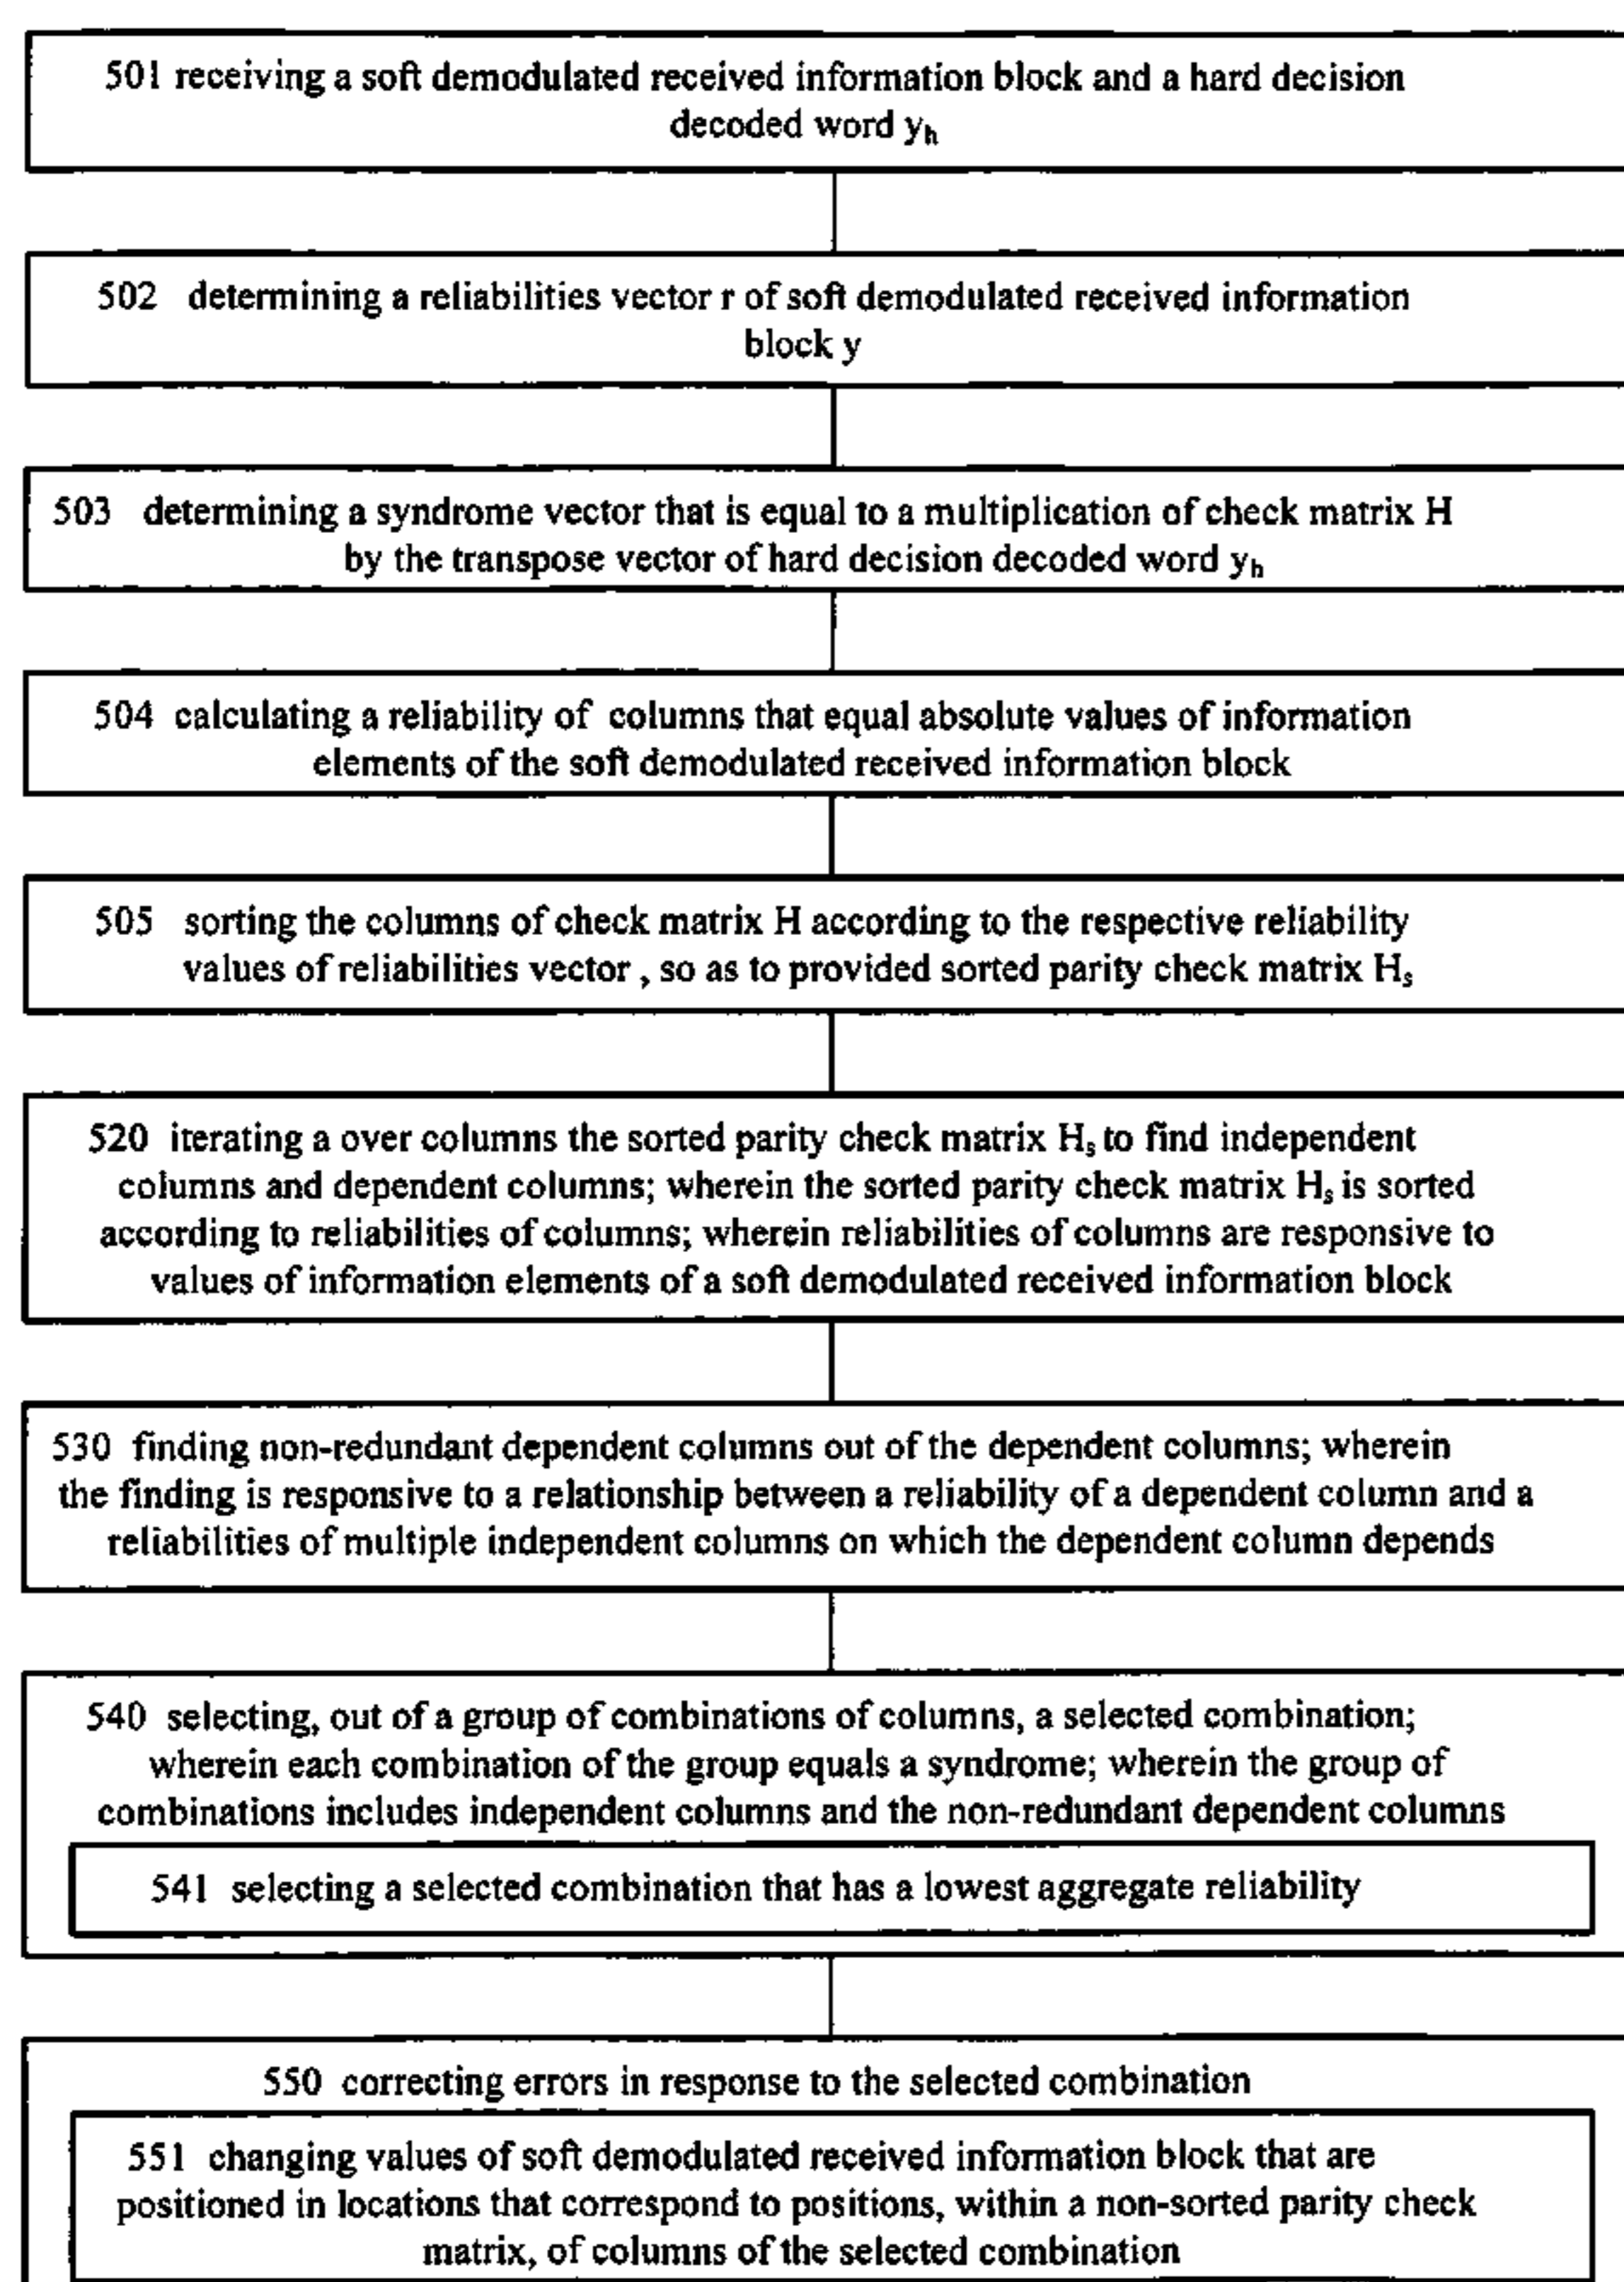 501 receiving a soft demodulated received information block and a hard decision
decoded word yh
502 determining a reliabilities vector r of soft demodulated received information
block y
503 determining a syndrome vector that is equal to a multiplication of check matrix H
by the transpose vector of hard decision decoded word yh
504 calculating a reliability of columns that equal absolute values of information
elements of the soft demodulated received information block
505 sorting the columns of check matrix H according to the respective reliability
values of reliabilities vector , so as to provided sorted parity check matrix Hs
520 iterating a over columns the sorted parity check matrix Hs to find independent
columns and dependent columns; wherein the sorted parity check matrix Hs is sorted
according to reliabilities of columns; wherein reliabilities of columns are responsive to
values of information elements of a soft demodulated received information block
530 finding non-redundant dependent columns out of the dependent columns; wherein
the finding is responsive to a relationship between a reliability of a dependent column and a
reliabilities of multiple independent columns on which the dependent column depends
540 selecting, out of a group of combinations of columns, a selected combination;
wherein each combination of the group equals a syndrome; wherein the group of
combinations includes independent columns and the non-redundant dependent columns
541 selecting a selected combination that has a lowest aggregate reliability
550 correcting errors in response to the selected combination
551 changing values of soft demodulated received information block that are
positioned in locations that correspond to positions, within a non-sorted parity check
matrix, of columns of the selected combination